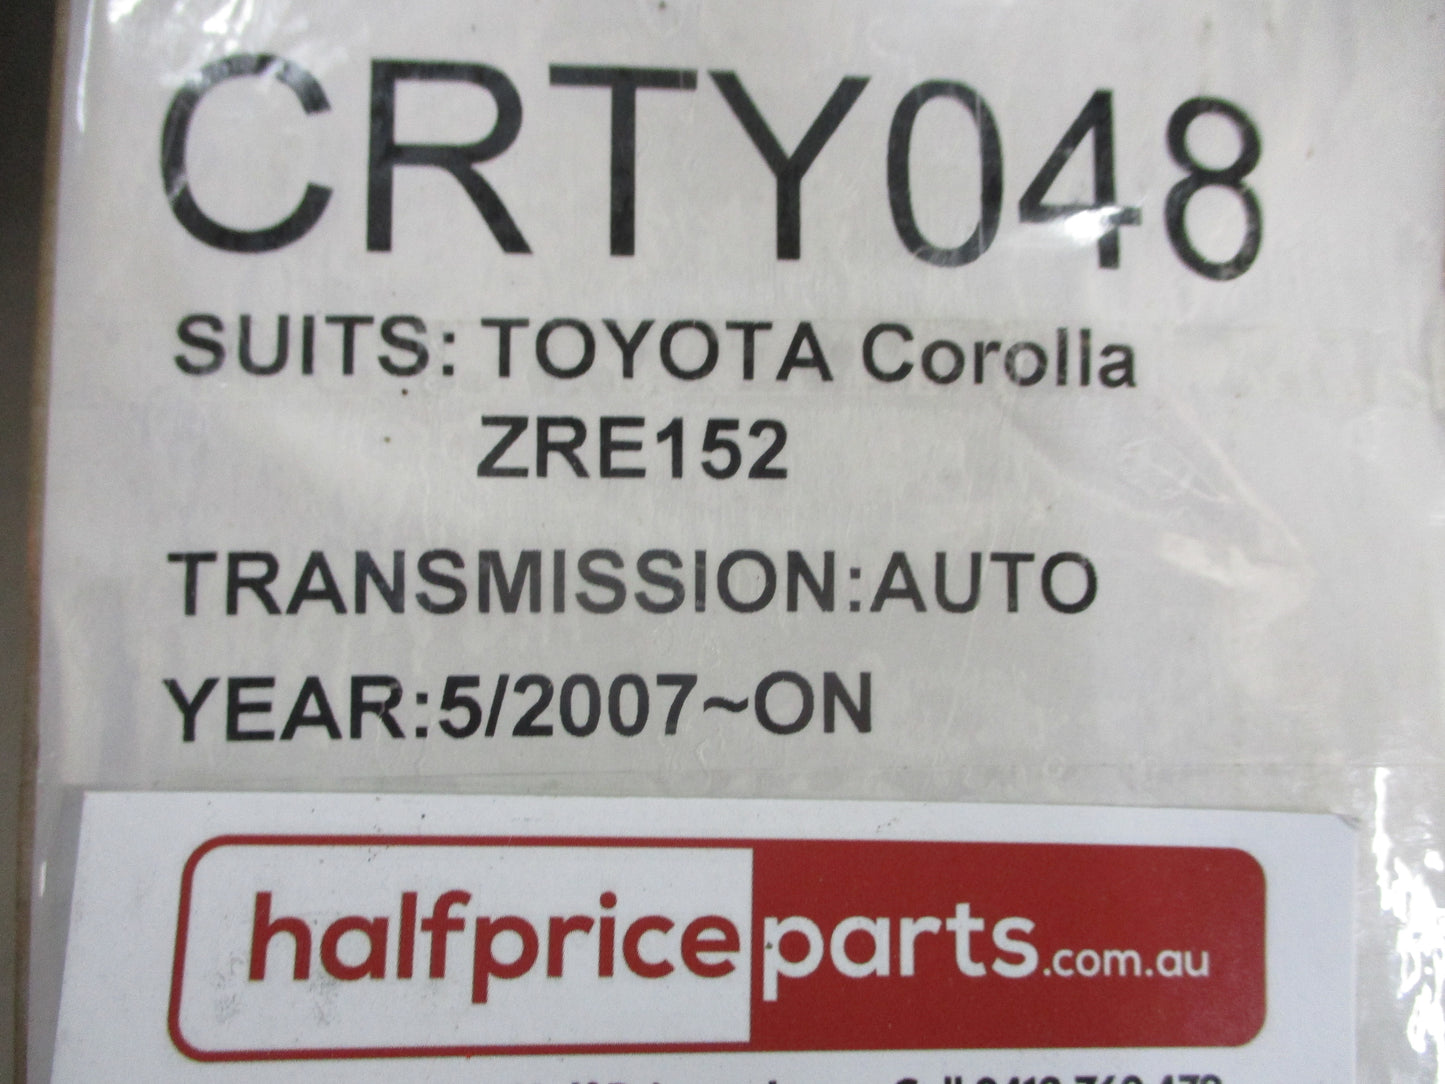 CRTY048
SUITS: TOYOTA Corolla
ZRE152
TRANSMISSION:AUTO
YEAR:5/2007~ON
halfpriceparts.com.au